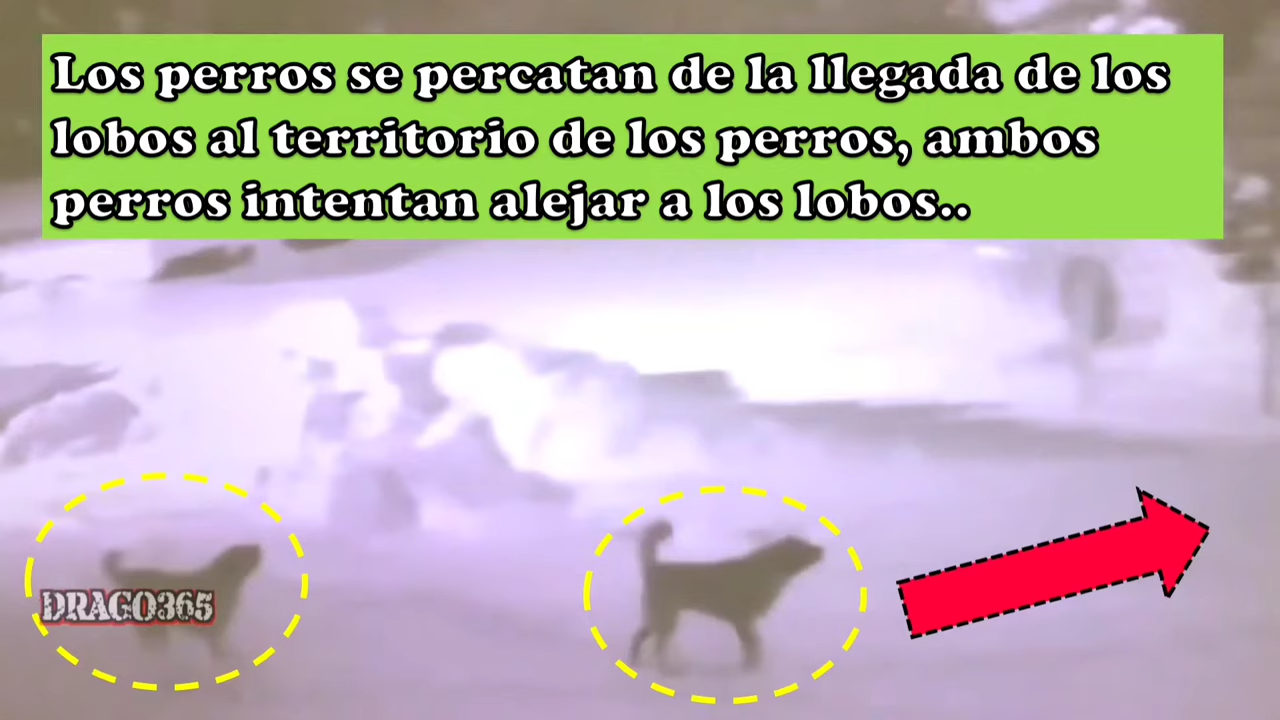 Los perros se percatan de la llegada de los
lobos al territorio de los perros, ambos
perros intentan alejar a los lobos..
DRAGO365